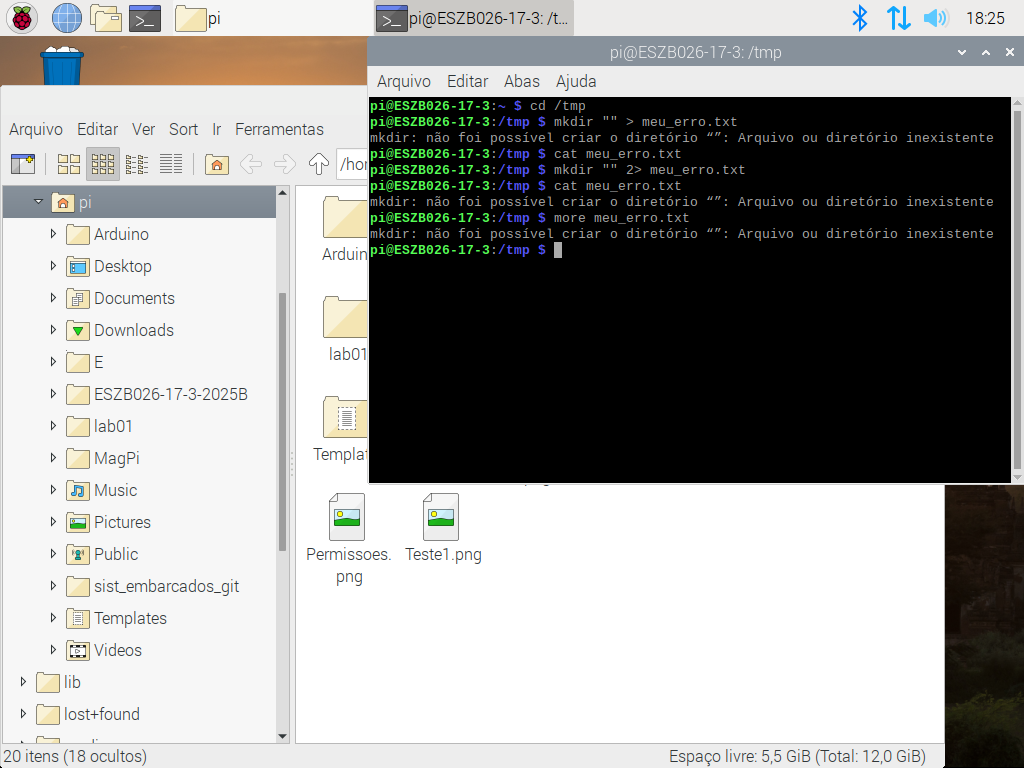 pi
pi@ESZB026-17-3: /t...
18:25
pi@ESZB026-17-3: /tmp
Arquivo Editar Abas Ajuda
pi@ESZB026-17-3:~ $ cd /tmp
pi@ESZB026-17-3:/tmp $ mkdir "" > meu_erro.txt
mkdir: não foi possível criar o diretório “”: Arquivo ou diretório inexistente
pi@ESZB026-17-3:/tmp $ cat meu_erro.txt
pi@ESZB026-17-3:/tmp $ mkdir "" 2> meu_erro.txt
pi@ESZB026-17-3:/tmp $ cat meu_erro.txt
mkdir: não foi possível criar o diretório “”: Arquivo ou diretório inexistente
pi@ESZB026-17-3:/tmp $ more meu_erro.txt
mkdir: não foi possível criar o diretório “”: Arquivo ou diretório inexistente
pi@ESZB026-17-3:/tmp $
Arquivo Editar Ver Sort Ir Ferramentas
/ho
pi
Arduino
Desktop
Documents
Downloads
E
ESZB026-17-3-2025B
lab01
MagPi
Music
Pictures
Public
sist_embarcados_git
Templates
Videos
lib
lost+found
Arduin
lab01
Templat
Permissoes.
png
Teste1.png
20 itens (18 ocultos)
Espaço livre: 5,5 GiB (Total: 12,0 GiB)